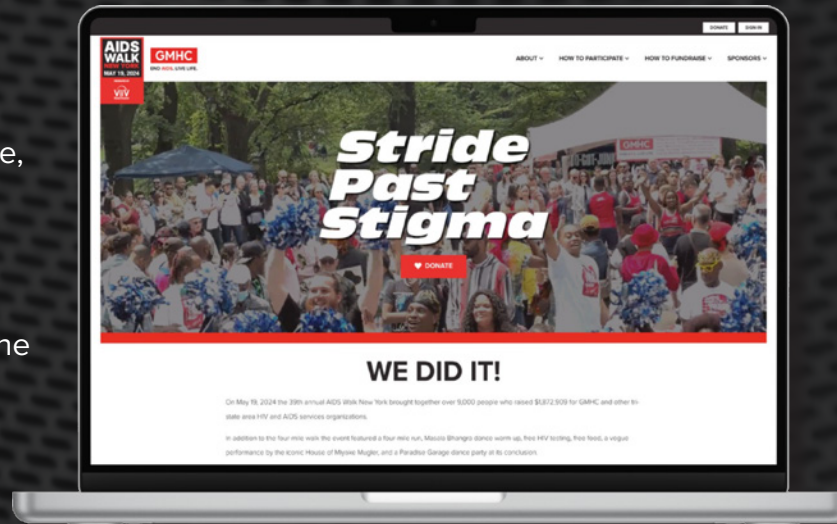 e,
ne
DONATE
SIGN IN
AIDS
WALK
NEW YORK
MAY 19, 2024
ViiV
GMHC
END AIDS. LIVE LIFE.
ABOUT
HOW TO PARTICIPATE
HOW TO FUNDRAISE
SPONSORS
GMHC
Stride
Past
Stigma
DONATE
WE DID IT!
On May 19, 2024 the 39th annual AIDS Walk New York brought together over 9,000 people who raised $1,872,909 for GMHC and other tri-
state area HIV and AIDS services organizations.
In addition to the four-mile walk the event featured a four-mile run, Masala Bhangra dance warm up, free HIV testing, free food, a vogue
performance by the iconic House of Miyake Mugler, and a Paradise Garage dance party at its conclusion.